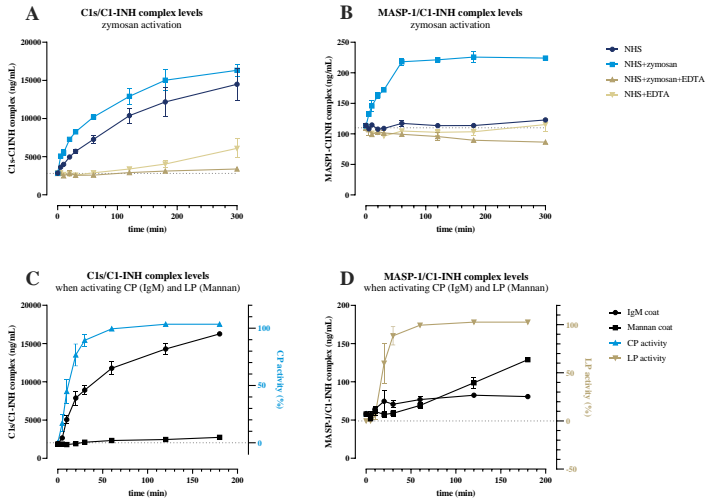 A
C1s/C1-INH complex levels
zymosan activation
C1s-C1INH complex (ng/mL)
20000
15000
10000
5000
0
0
100
200
300
time (min)
B
MASP-1/C1-INH complex levels
zymosan activation
MASP1-C1INH complex (ng/mL)
250
200
150
100
50
0
0
100
200
300
time (min)
NHS
NHS+zymosan
NHS+zymosan+EDTA
NHS+EDTA
C
C1s/C1-INH complex levels
when activating CP (IgM) and LP (Mannan)
C1s/C1-INH complex (ng/mL)
20000
15000
10000
5000
0
0
50
100
150
200
time (min)
100
50
0
CP activity (%)
D
MASP-1/C1-INH complex levels
when activating CP (IgM) and LP (Mannan)
MASP-1/C1-INH complex (ng/mL)
200
150
100
50
0
0
50
100
150
200
time (min)
100
50
0
-50
LP activity (%)
IgM coat
Mannan coat
CP activity
LP activity